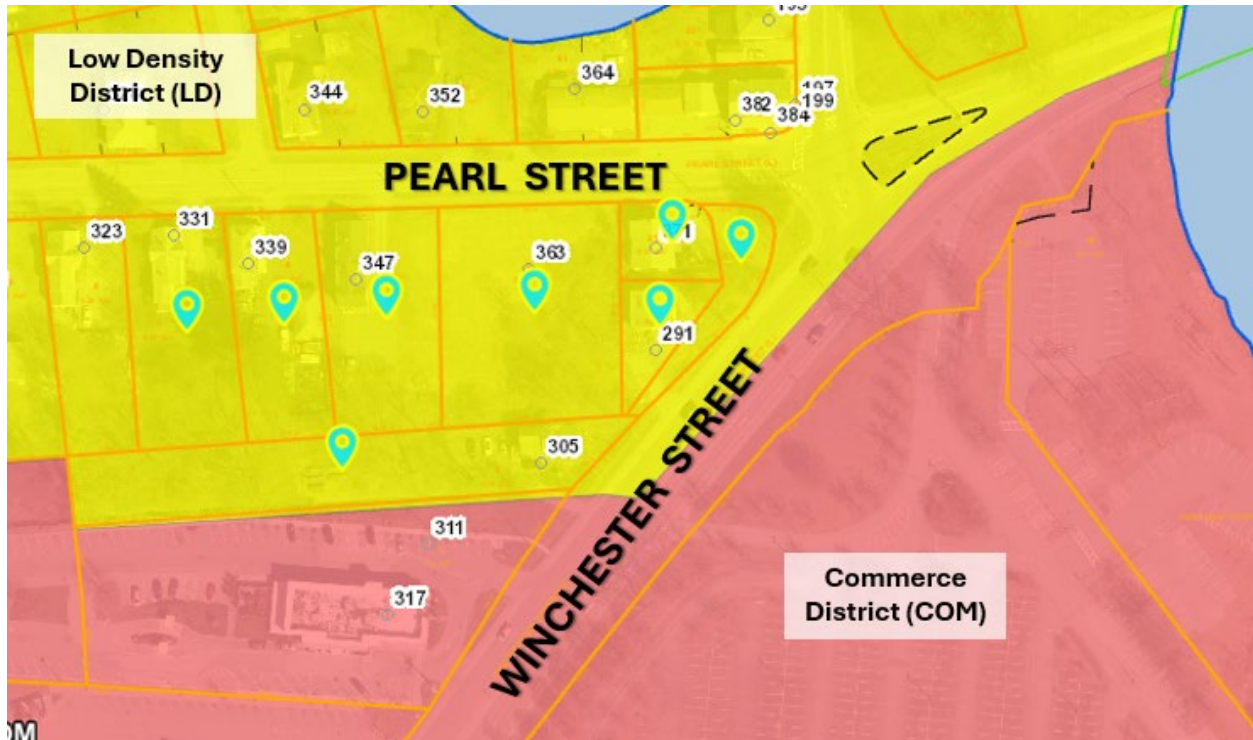 195
Low Density
District (LD)
364
344
352
197
199
382
384
PEARL STREET
331
323
339
347
363
291
WINCHESTER STREET
305
311
317
Commerce
District (COM)